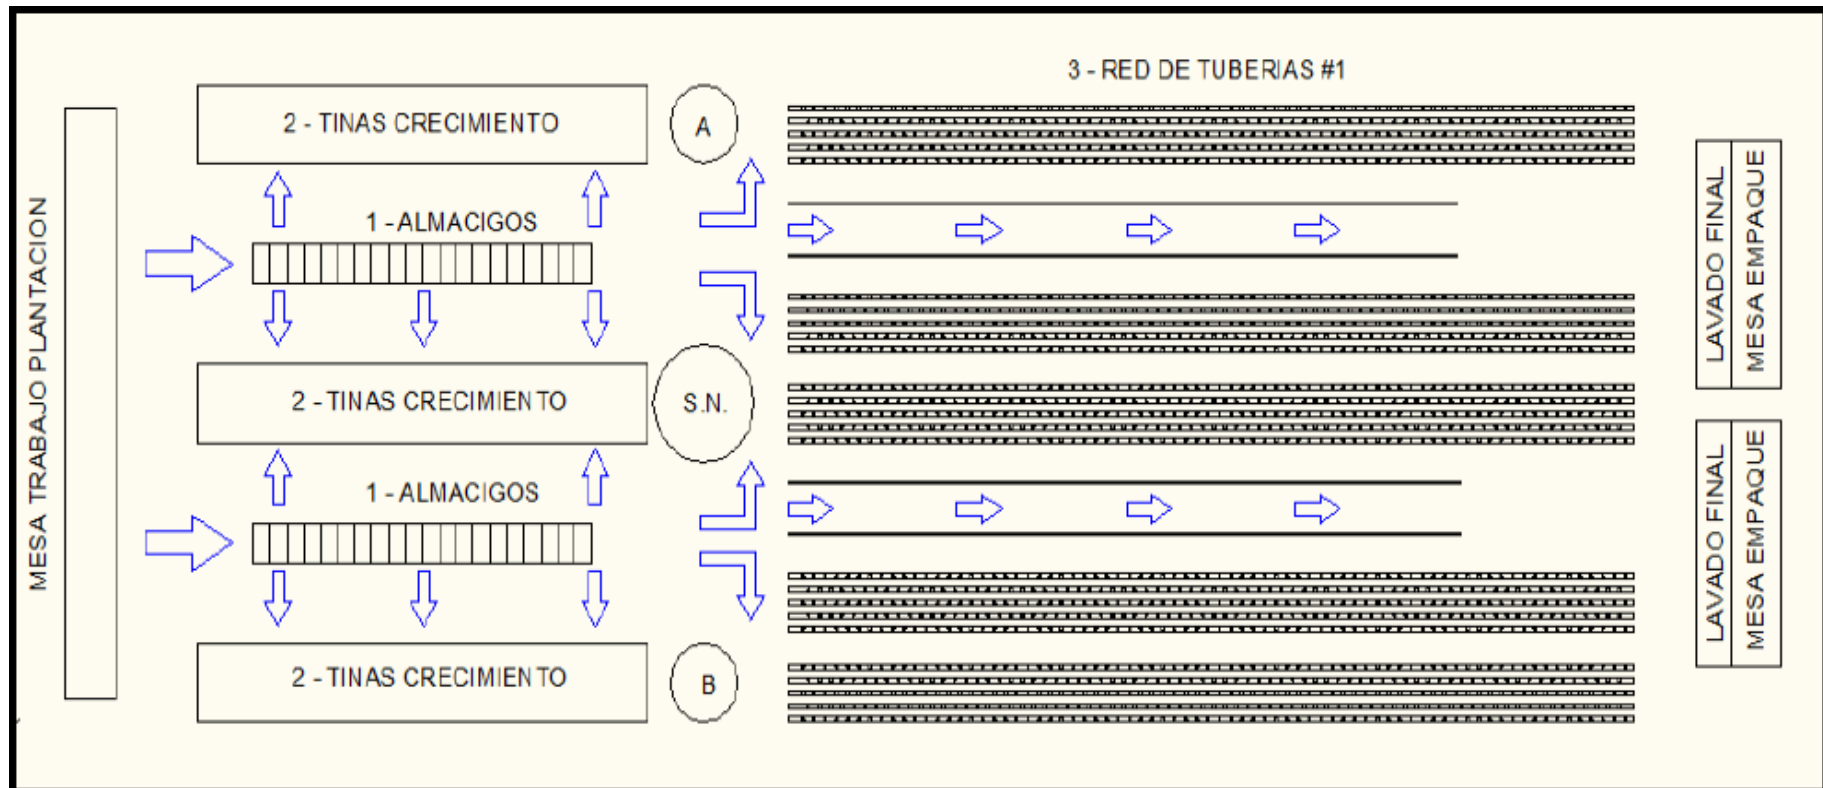 3 - RED DE TUBERIAS #1
2 - TINAS CRECIMIENTO
A
MESA TRABAJO PLANTACION
1 - ALMACIGOS
LAVADO FINAL
MESA EMPAQUE
2 - TINAS CRECIMIENTO
S.N.
1 - ALMACIGOS
LAVADO FINAL
MESA EMPAQUE
2 - TINAS CRECIMIENTO
B